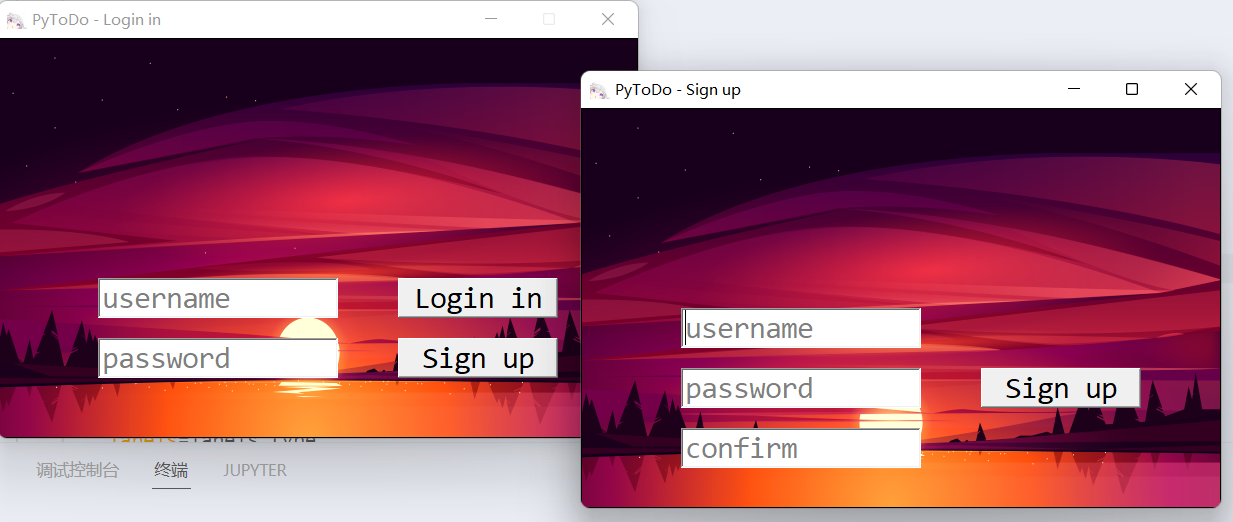 PyToDo - Login in
PyToDo - Sign up
username
Login in
password
Sign up
username
password
Sign up
confirm
调试控制台
终端
JUPYTER